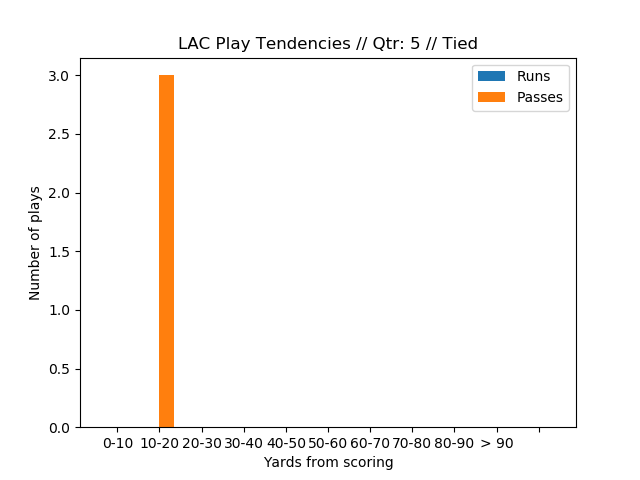 LAC Play Tendencies // Qtr: 5 // Tied
Runs
Passes
3.0
2.5
2.0
1.5
1.0
0.5
0.0
Number of plays
0-10 10-20 20-30 30-40 40-50 50-60 60-70 70-80 80-90 > 90
Yards from scoring